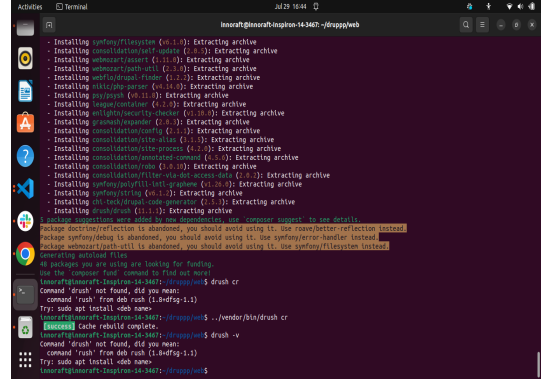 Activities
Terminal
Jul 29 16:44
innoraft@innoraft-Inspiron-14-3467: ~/druppp/web
- Installing symfony/filesystem (v6.1.0): Extracting archive
- Installing consolidation/self-update (2.0.5): Extracting archive
- Installing webmozart/assert (1.11.0): Extracting archive
- Installing webmozart/path-util (2.3.0): Extracting archive
- Installing webflo/drupal-finder (1.2.2): Extracting archive
- Installing nikic/php-parser (v4.14.0): Extracting archive
- Installing psy/psysh (v0.11.8): Extracting archive
- Installing league/container (4.2.0): Extracting archive
- Installing enlightn/security-checker (v1.10.0): Extracting archive
- Installing grasmash/expander (2.0.3): Extracting archive
- Installing consolidation/config (2.1.1): Extracting archive
- Installing consolidation/site-alias (3.1.5): Extracting archive
- Installing consolidation/site-process (4.2.0): Extracting archive
- Installing consolidation/annotated-command (4.5.6): Extracting archive
- Installing consolidation/robo (3.0.10): Extracting archive
- Installing consolidation/filter-via-dot-access-data (2.0.2): Extracting archive
- Installing symfony/polyfill-intl-grapheme (v1.26.0): Extracting archive
- Installing symfony/string (v6.1.2): Extracting archive
- Installing chi-teck/drupal-code-generator (2.5.3): Extracting archive
- Installing drush/drush (11.1.1): Extracting archive
5 package suggestions were added by new dependencies, use `composer suggest` to see details.
Package doctrine/reflection is abandoned, you should avoid using it. Use roave/better-reflection instead.
Package symfony/debug is abandoned, you should avoid using it. Use symfony/error-handler instead.
Package webmozart/path-util is abandoned, you should avoid using it. Use symfony/filesystem instead.
Generating autoload files
48 packages you are using are looking for funding.
Use the `composer fund` command to find out more!
innoraft@innoraft-Inspiron-14-3467:~/druppp/web$ drush cr
Command 'drush' not found, did you mean:
command 'rush' from deb rush (1.8+dfsg-1.1)
Try: sudo apt install <deb name>
innoraft@innoraft-Inspiron-14-3467:~/druppp/web$ ../vendor/bin/drush cr
[success] Cache rebuild complete.
innoraft@innoraft-Inspiron-14-3467:~/druppp/web$ drush -v
Command 'drush' not found, did you mean:
command 'rush' from deb rush (1.8+dfsg-1.1)
Try: sudo apt install <deb name>
innoraft@innoraft-Inspiron-14-3467:~/druppp/web$